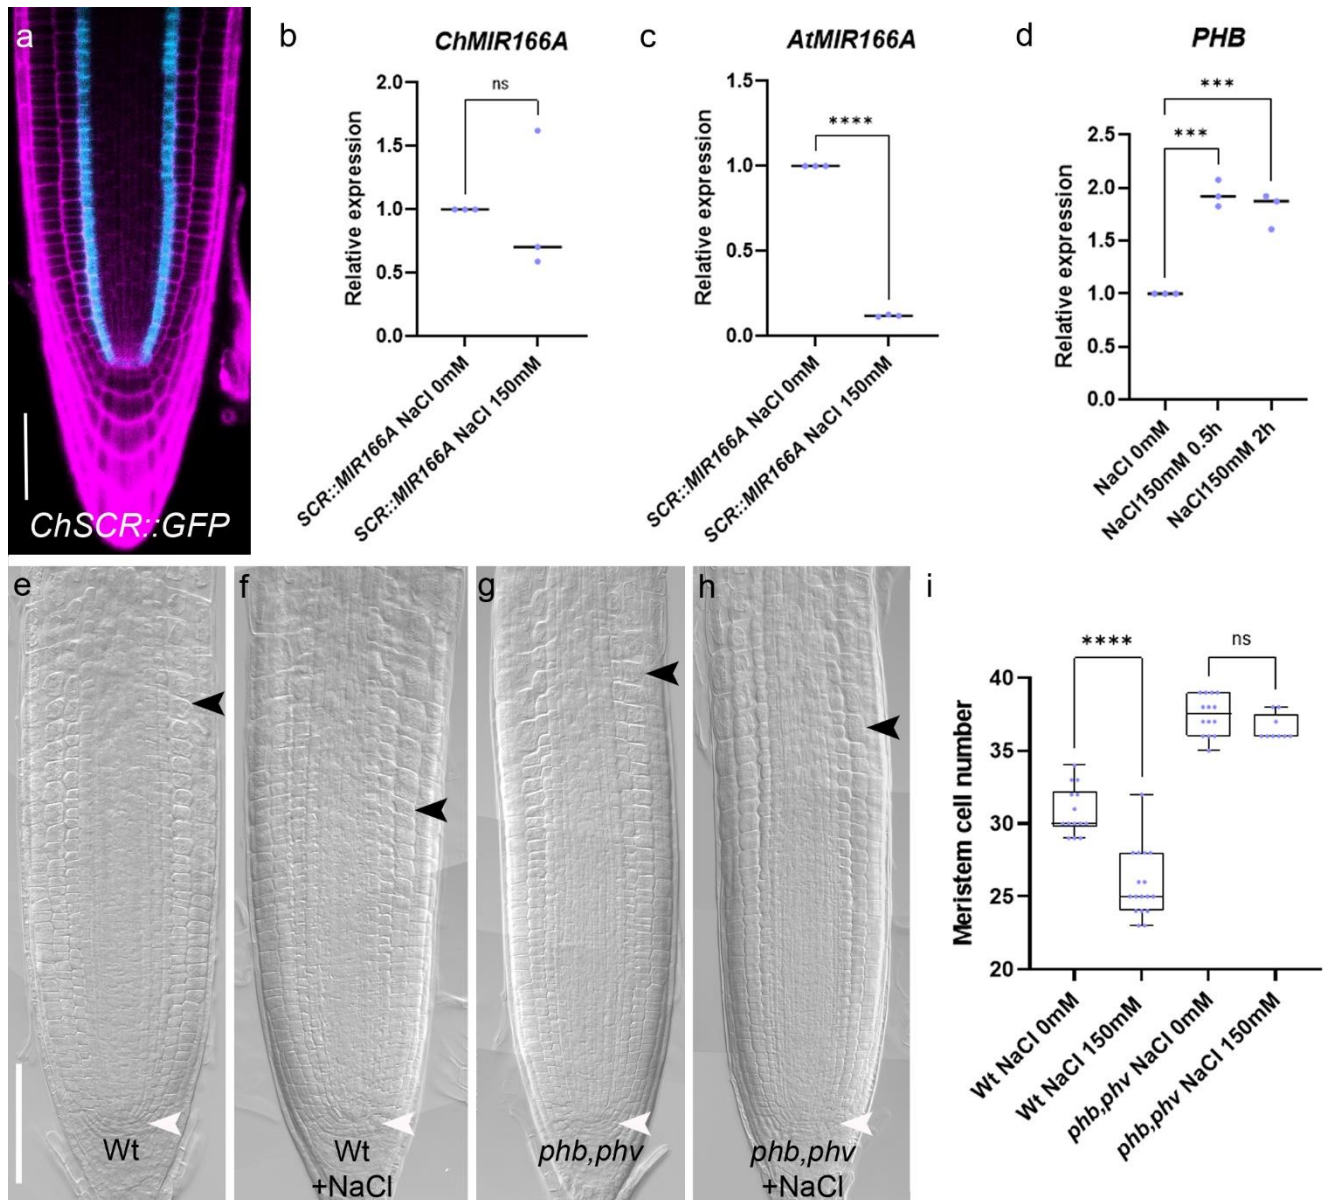 a
ChSCR::GFP
b
ChMIR166A
ns
Relative expression
2.0
1.5
1.0
0.5
0.0
SCR::MIR166A NaCl 0mM
SCR::MIR166A NaCl 150mM
c
AtMIR166A
****
Relative expression
1.5
1.0
0.5
0.0
SCR::MIR166A NaCl 0mM
SCR::MIR166A NaCl 150mM
d
PHB
***
***
Relative expression
2.5
2.0
1.5
1.0
0.5
0.0
NaCl 0mM
NaCl150mM 0.5h
NaCl150mM 2h
e
Wt
f
Wt
+NaCl
g
phb,phv
h
phb,phv
+NaCl
i
****
ns
Meristem cell number
40
35
30
25
20
Wt NaCl 0mM
Wt NaCl 150mM
phb,phv NaCl 0mM
phb,phv NaCl 150mM